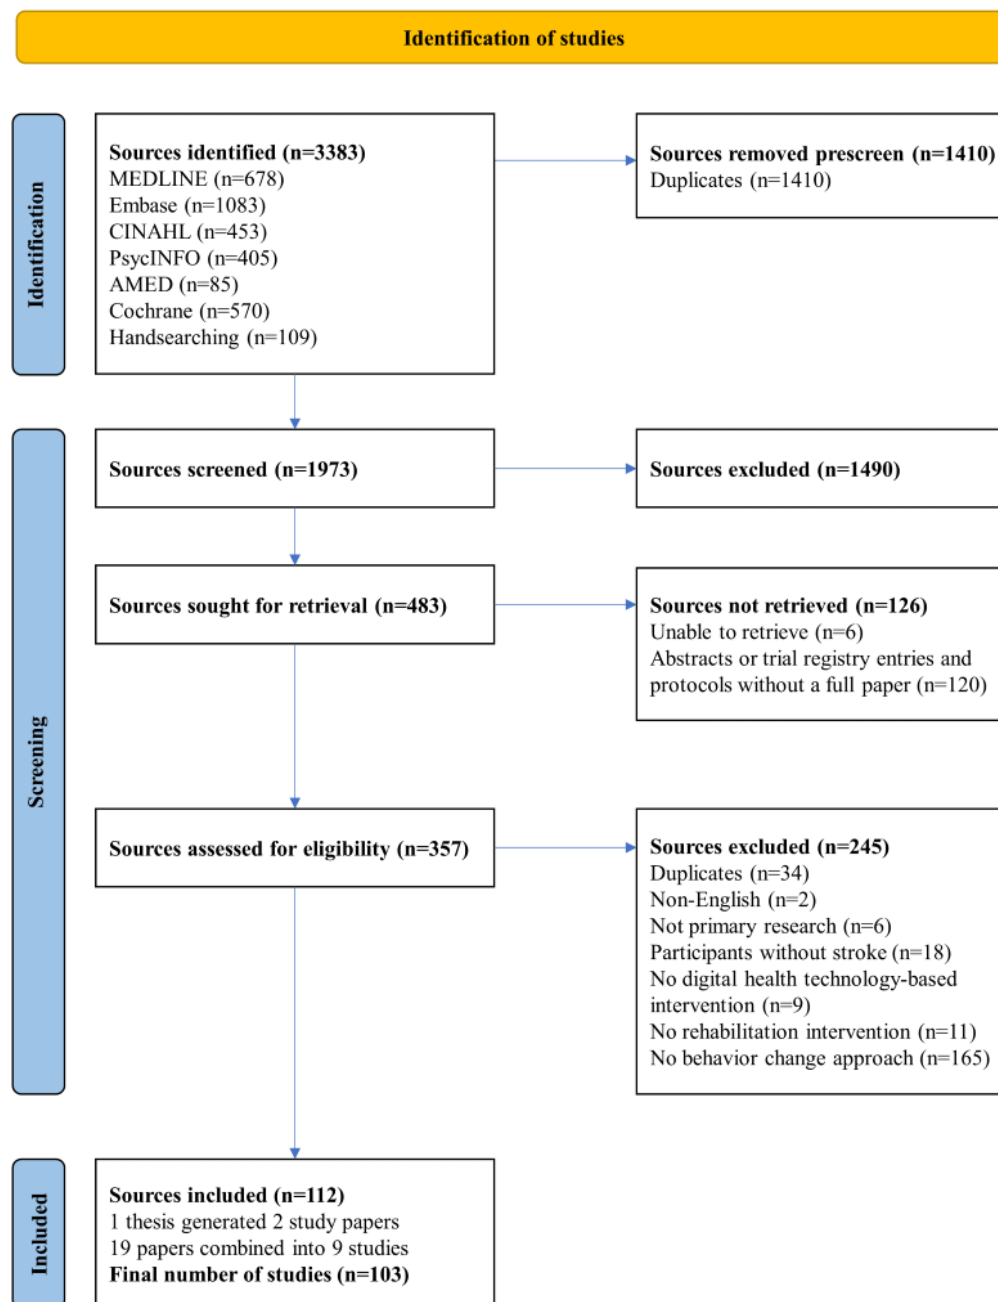 Identification of studies
Identification
Sources identified (n=3383)
MEDLINE (n=678)
Embase (n=1083)
CINAHL (n=453)
PsycINFO (n=405)
AMED (n=85)
Cochrane (n=570)
Handsearching (n=109)
Sources removed prescreen (n=1410)
Duplicates (n=1410)
Screening
Sources screened (n=1973)
Sources excluded (n=1490)
Sources sought for retrieval (n=483)
Sources not retrieved (n=126)
Unable to retrieve (n=6)
Abstracts or trial registry entries and
protocols without a full paper (n=120)
Sources assessed for eligibility (n=357)
Sources excluded (n=245)
Duplicates (n=34)
Non-English (n=2)
Not primary research (n=6)
Participants without stroke (n=18)
No digital health technology-based
intervention (n=9)
No rehabilitation intervention (n=11)
No behavior change approach (n=165)
Included
Sources included (n=112)
1 thesis generated 2 study papers
19 papers combined into 9 studies
Final number of studies (n=103)